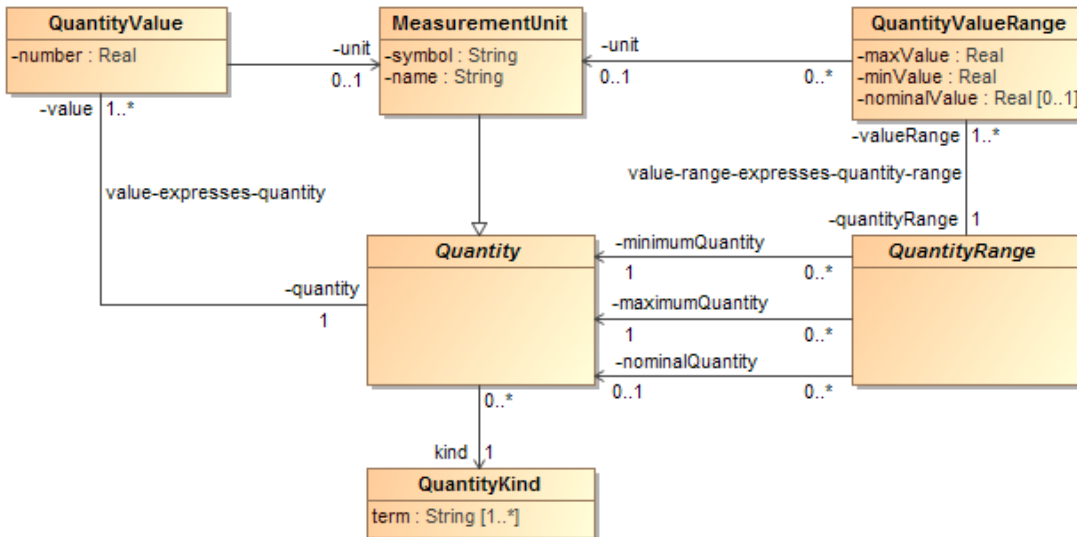 QuantityValue
-number : Real
MeasurementUnit
-symbol : String
-name : String
QuantityValueRange
-maxValue : Real
-minValue : Real
-nominalValue : Real [0..1]
-unit
0..1
-unit
0..1
0..*
-value
1..*
value-expresses-quantity
-valueRange
1..*
value-range-expresses-quantity-range
-quantityRange
1
Quantity
QuantityRange
-minimumQuantity
1
0..*
-maximumQuantity
1
0..*
-nominalQuantity
0..1
0..*
-quantity
1
0..*
kind
1
QuantityKind
term : String [1..*]